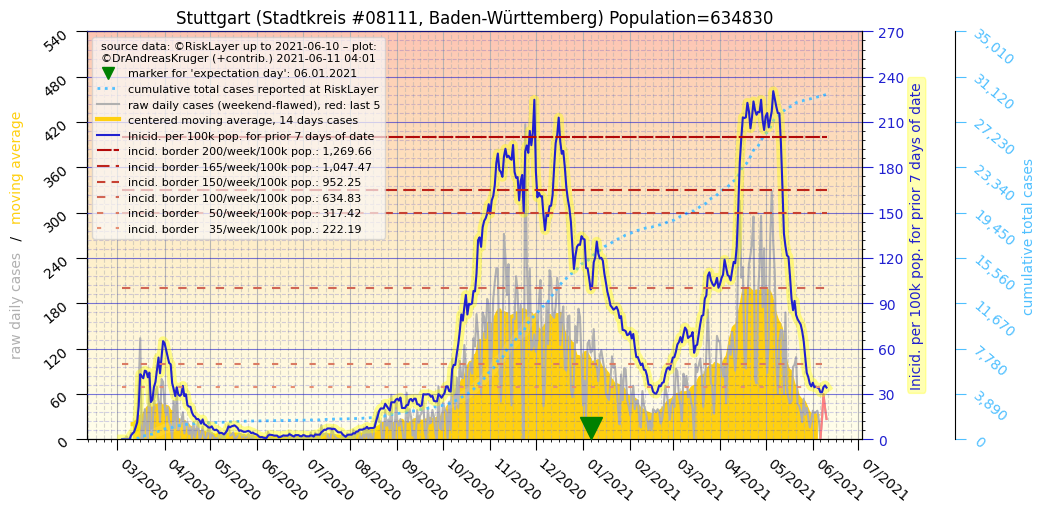 Stuttgart (Stadtkreis #08111, Baden-Württemberg) Population=634830
source data: ©RiskLayer up to 2021-06-10 – plot:
©DrAndreasKruger (+contrib.) 2021-06-11 04:01
marker for 'expectation day': 06.01.2021
cumulative total cases reported at RiskLayer
raw daily cases (weekend-flawed), red: last 5
centered moving average, 14 days cases
Inicid. per 100k pop. for prior 7 days of date
incid. border 200/week/100k pop.: 1,269.66
incid. border 165/week/100k pop.: 1,047.47
incid. border 150/week/100k pop.: 952.25
incid. border 100/week/100k pop.: 634.83
incid. border   50/week/100k pop.: 317.42
incid. border   35/week/100k pop.: 222.19
raw daily cases / moving average
540
480
420
360
300
240
180
120
60
0
03/2020
04/2020
05/2020
06/2020
07/2020
08/2020
09/2020
10/2020
11/2020
12/2020
01/2021
02/2021
03/2021
04/2021
05/2021
06/2021
07/2021
270
240
210
180
150
120
90
60
30
0
Inicid. per 100k pop. for prior 7 days of date
35,010
31,120
27,230
23,340
19,450
15,560
11,670
7,780
3,890
0
cumulative total cases